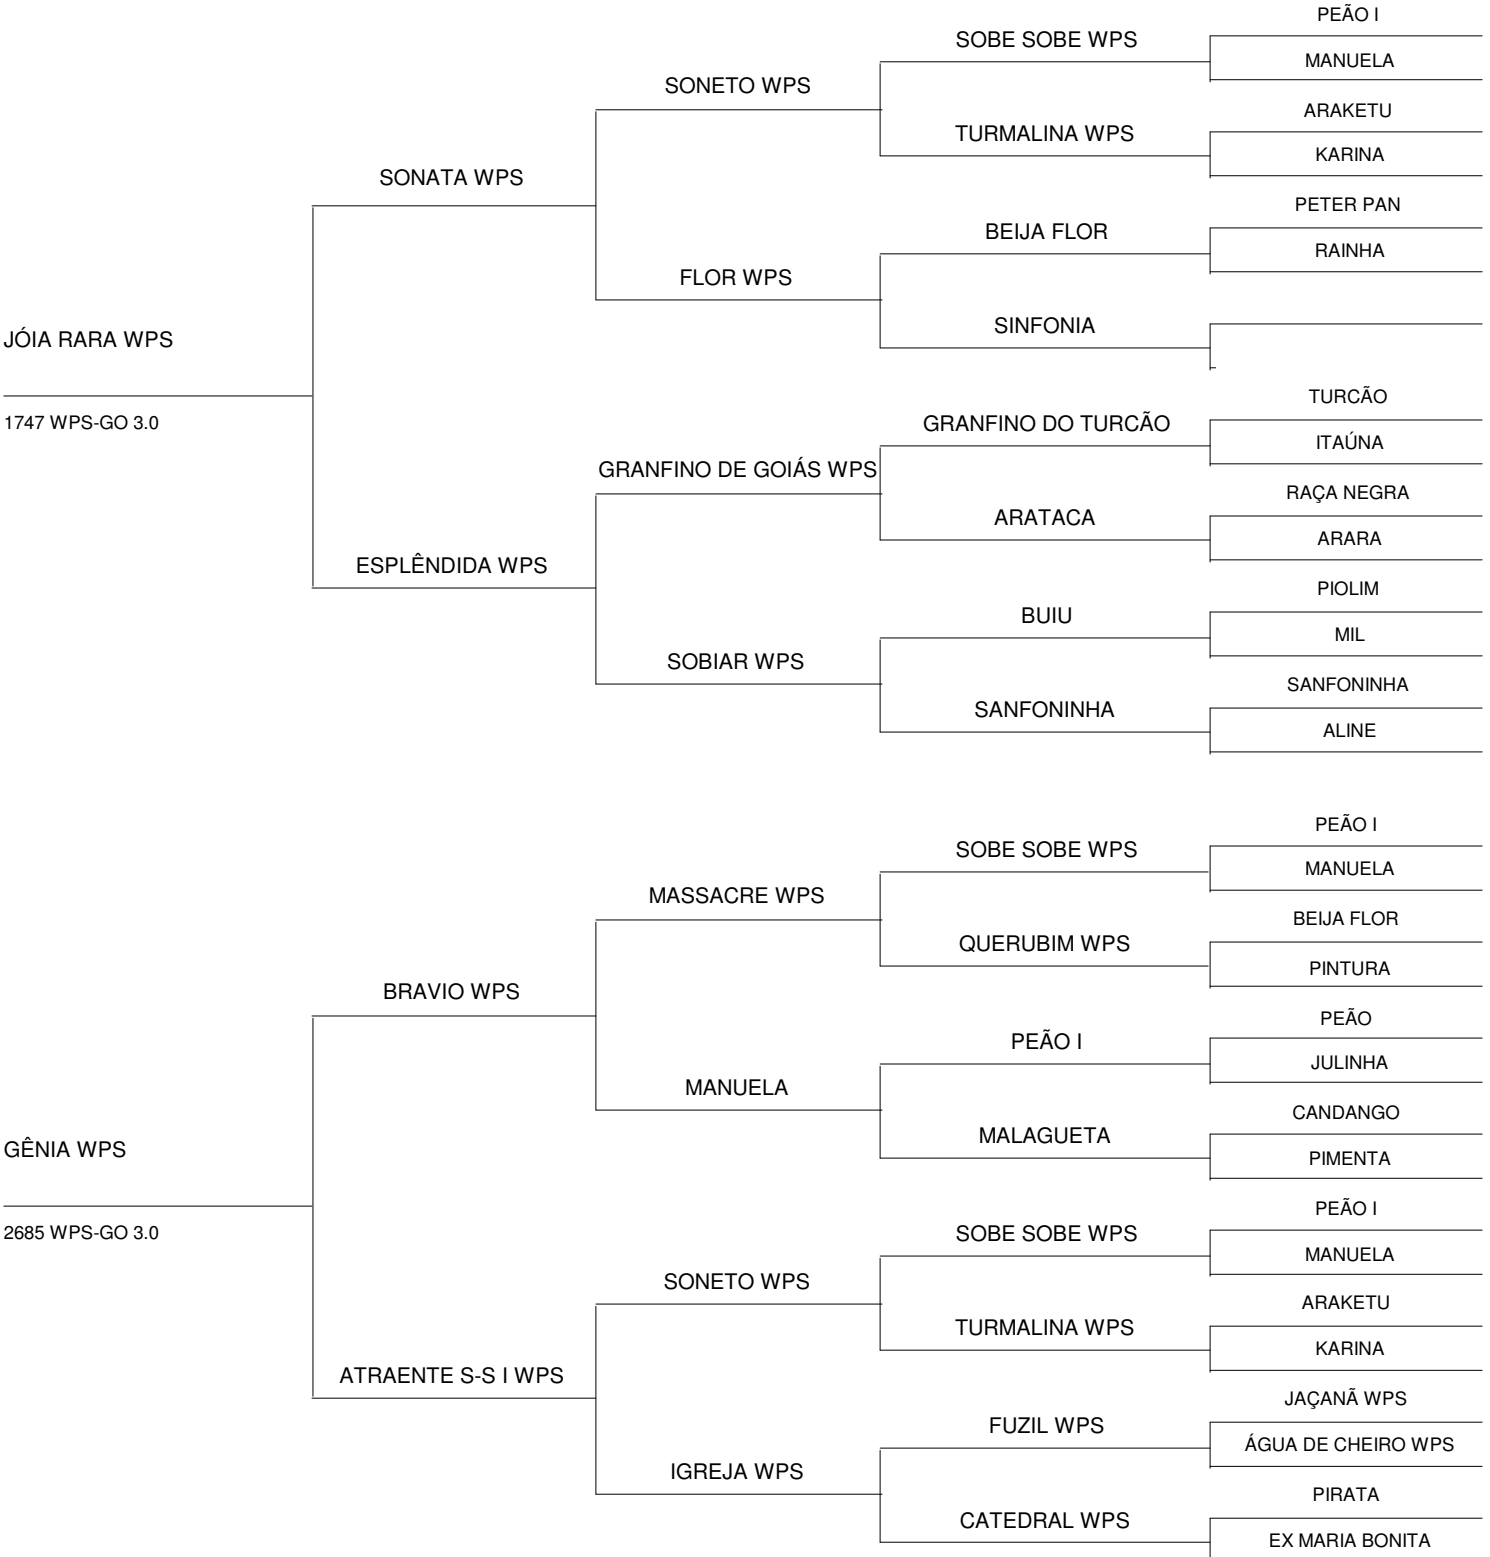 PEÃO I
SOBE SOBE WPS
MANUELA
SONETO WPS
ARAKETU
TURMALINA WPS
KARINA
SONATA WPS
PETER PAN
BEIJA FLOR
RAINHA
FLOR WPS
SINFONIA
JÓIA RARA WPS
TURCÃO
1747 WPS-GO 3.0
GRANFINO DO TURCÃO
ITAÚNA
GRANFINO DE GOIÁS WPS
RAÇA NEGRA
ARATACA
ARARA
ESPLÊNDIDA WPS
PIOLIM
BUIU
MIL
SOBIAR WPS
SANFONINHA
SANFONINHA
ALINE
PEÃO I
SOBE SOBE WPS
MANUELA
MASSACRE WPS
BEIJA FLOR
QUERUBIM WPS
PINTURA
BRAVIO WPS
PEÃO
PEÃO I
JULINHA
MANUELA
CANDANGO
MALAGUETA
GÊNIA WPS
PIMENTA
PEÃO I
2685 WPS-GO 3.0
SOBE SOBE WPS
MANUELA
SONETO WPS
ARAKETU
TURMALINA WPS
KARINA
ATRAENTE S-S I WPS
JAÇANÃ WPS
FUZIL WPS
ÁGUA DE CHEIRO WPS
IGREJA WPS
PIRATA
CATEDRAL WPS
EX MARIA BONITA